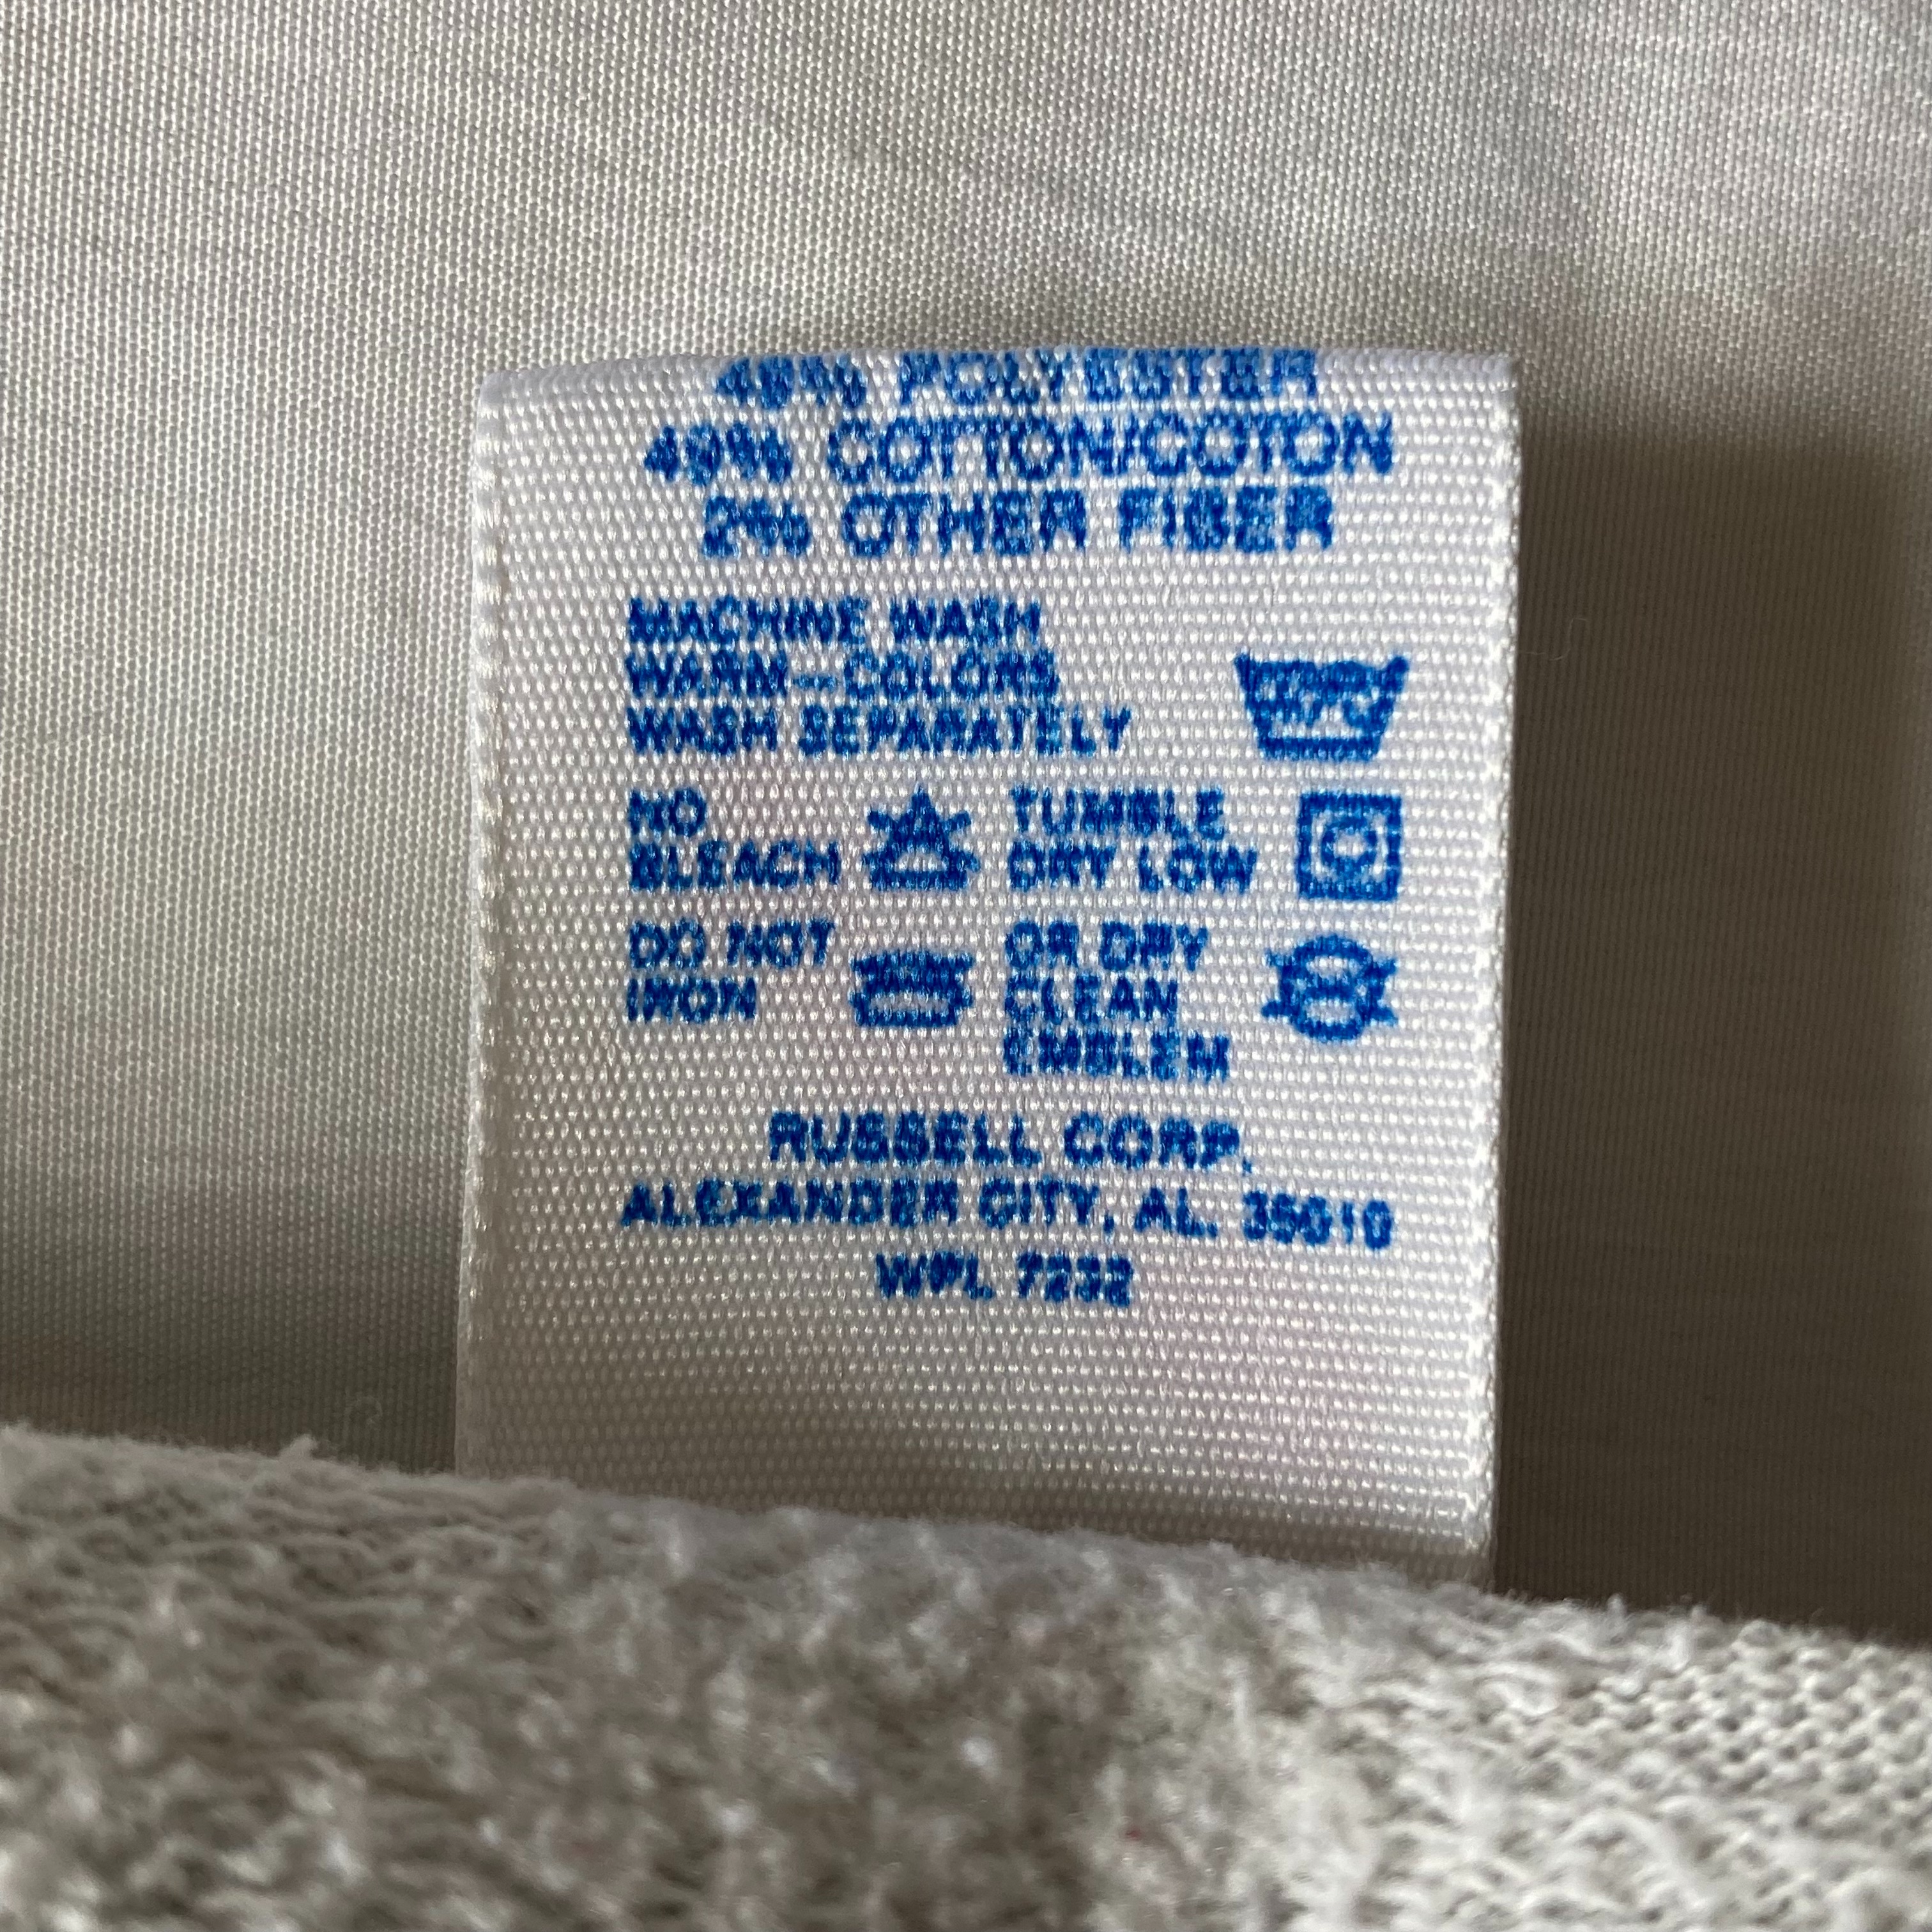 49% POLYESTER
49% COTTON/COTON
2% OTHER FIBER
MACHINE WASH
WARM—COLORS
WASH SEPARATELY
NO
BLEACH
TUMBLE
DRY LOW
DO NOT
IRON
OR DRY
CLEAN
EMBLEM
RUSSELL CORP.
ALEXANDER CITY, AL. 35010
WPL 7232